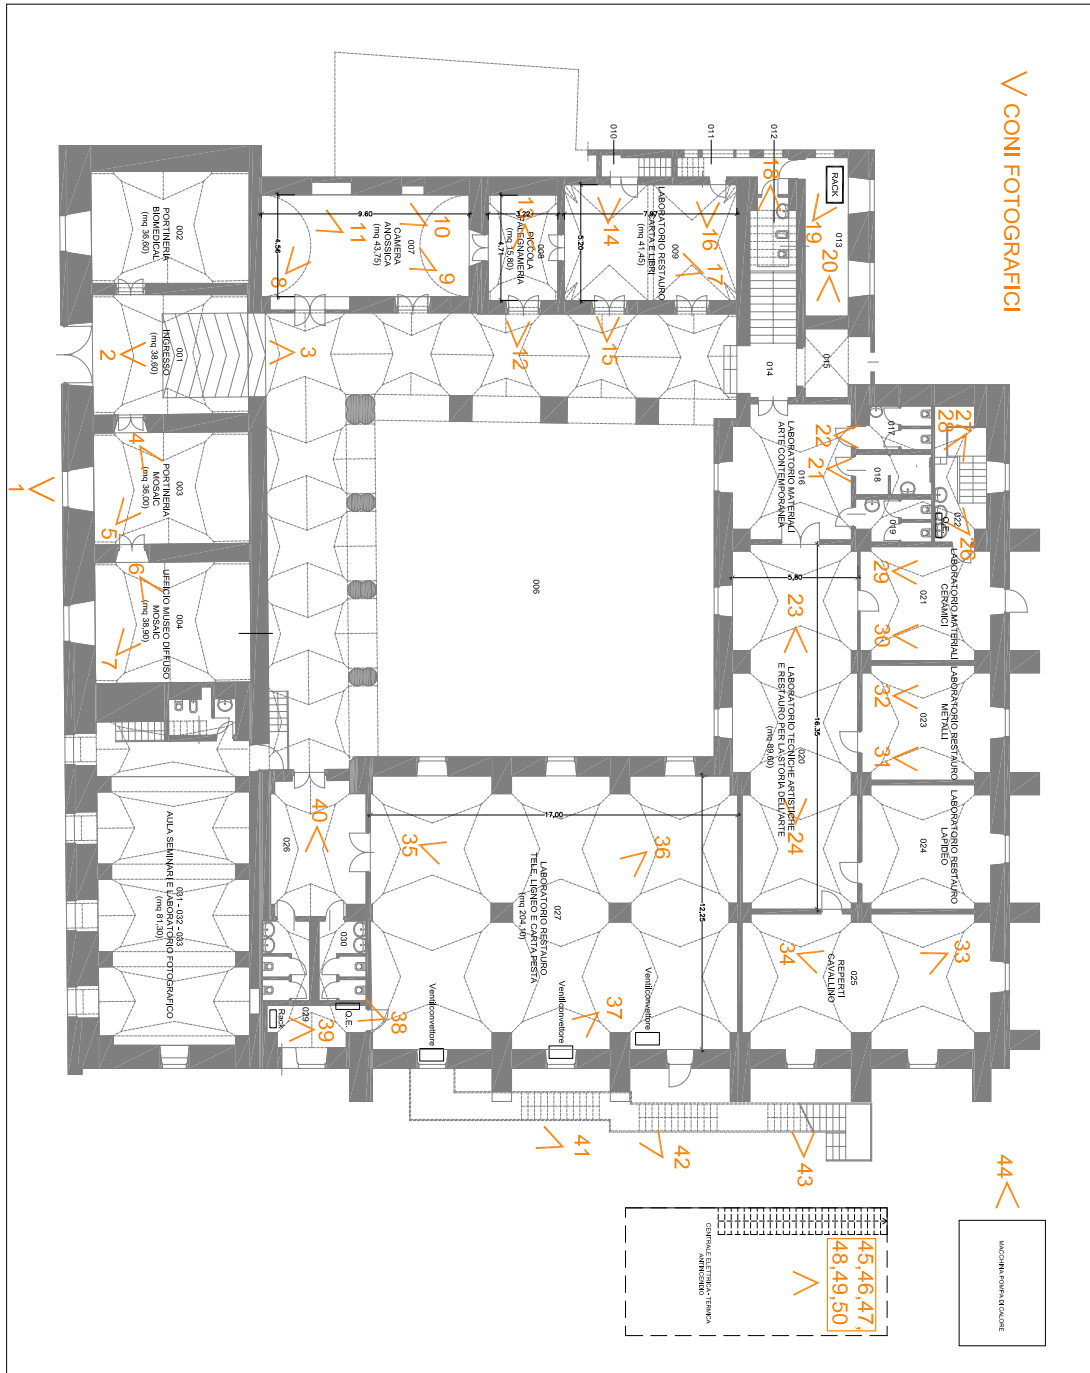 CONI FOTOGRAFICI
RACK
010
011
012
013
014
015
002
PORTINERIA
BIOMEDICAL
(mq 36,60)
001
INGRESSO
(mq 38,60)
003
PORTINERIA
MOSAIC
(mq 36,00)
004
UFFICIO MUSEO DIFFUSO
MOSAIC
(mq 38,90)
031 - 032 - 033
AULA SEMINARI E LABORATORIO FOTOGRAFICO
(mq 81,30)
007
CAMERA
ANOSSICA
(mq 43,75)
9.60
4.56
008
PICCOLA
FALEGNAMERIA
(mq 15,80)
3.22
4.71
009
LABORATORIO RESTAURO
CARTA E LIBRI
(mq 41,45)
7.97
5.20
006
016
LABORATORIO MATERIALI
ARTE CONTEMPORANEA
017
018
019
022
Q.E.
021
LABORATORIO MATERIALI
CERAMICI
023
LABORATORIO RESTAURO
METALLI
024
LABORATORIO RESTAURO
LAPIDEO
020
LABORATORIO TECNICHE ARTISTICHE
E RESTAURO PER LA STORIA DELL'ARTE
(mq 89,60)
5.80
16.35
025
REPERTI
CAVALLINO
026
027
LABORATORIO RESTAURO
TELE, LIGNEO E CARTAPESTA
(mq 204,10)
17.00
12.25
029
030
Rack
Q.E.
Ventilconvettore
Ventilconvettore
Ventilconvettore
CENTRALE ELETTRICA - TERMICA
ANTINCENDIO
MACCHINA POMPA DI CALORE
1
2
3
4
5
6
7
8
9
10
11
12
13
14
15
16
17
18
19
20
21
22
23
24
26
27
28
29
30
31
32
33
34
35
36
37
38
39
40
41
42
43
44
45,46,47,
48,49,50